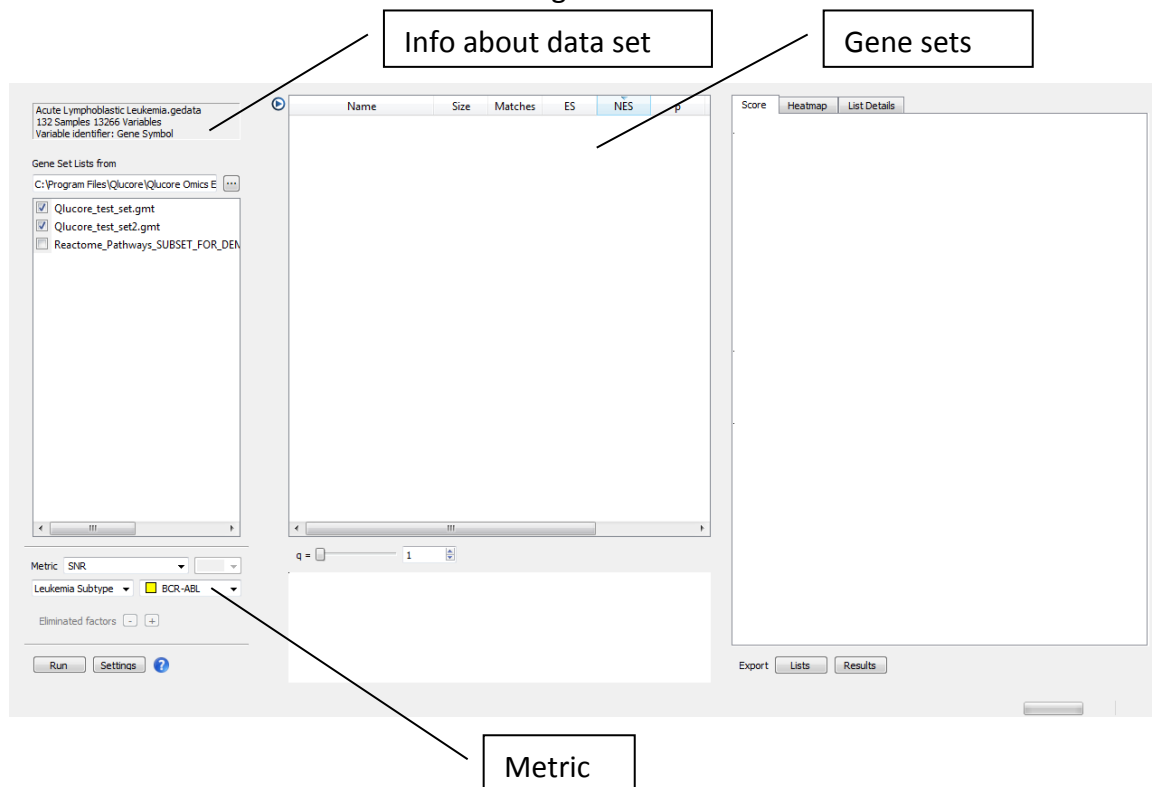 Info about data set
Gene sets
Acute Lymphoblastic Leukemia.gedata
132 Samples 13266 Variables
Variable identifier: Gene Symbol
Gene Set Lists from
C:\Program Files\Qlucore\Qlucore Omics E
Qlucore_test_set.gmt
Qlucore_test_set2.gmt
Reactome_Pathways_SUBSET_FOR_DEM
Name Size Matches ES NES p
Score Heatmap List Details
q = 1
Metric SNR
Leukemia Subtype BCR-ABL
Eliminated factors - +
Run Settings ?
Export Lists Results
Metric